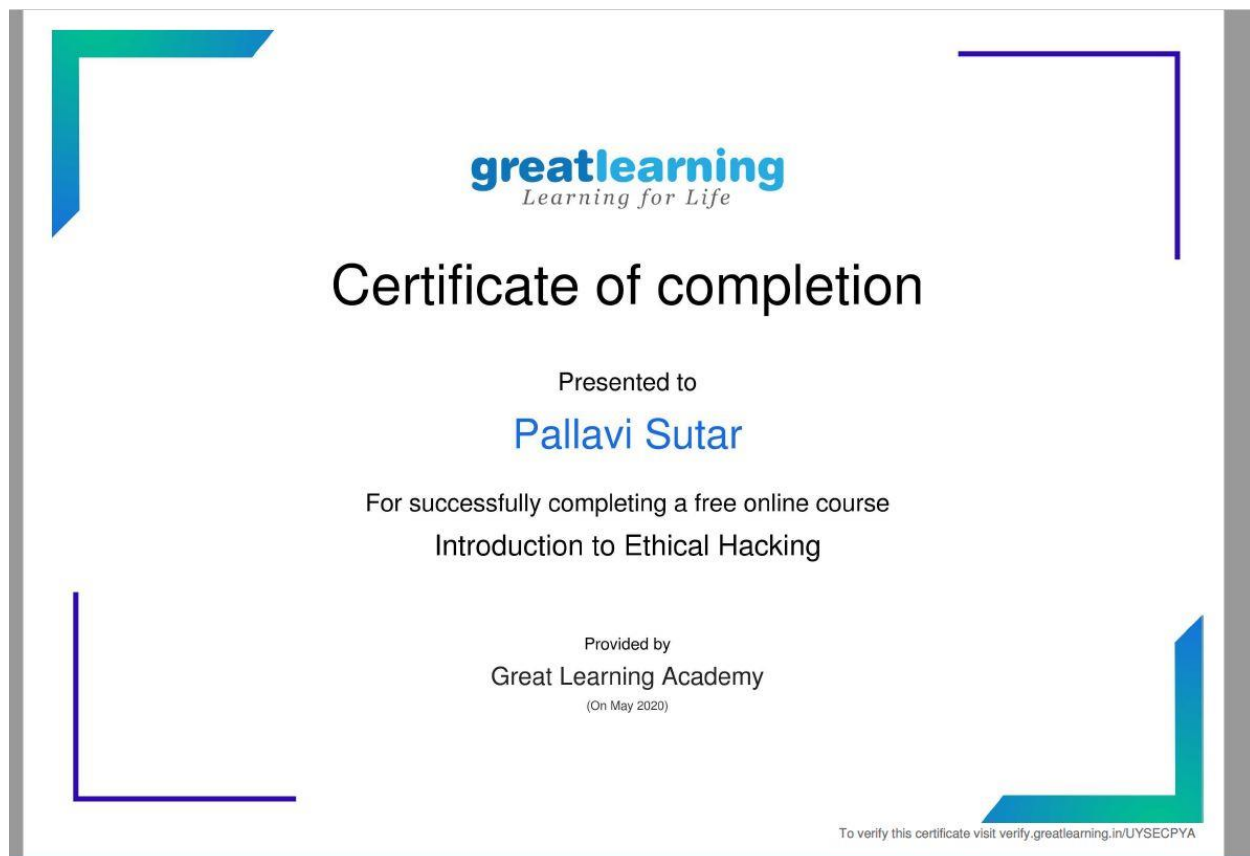 greatlearning
Learning for Life
Certificate of completion
Presented to
Pallavi Sutar
For successfully completing a free online course
Introduction to Ethical Hacking
Provided by
Great Learning Academy
(On May 2020)
To verify this certificate visit verify.greatlearning.in/UYSECPYA